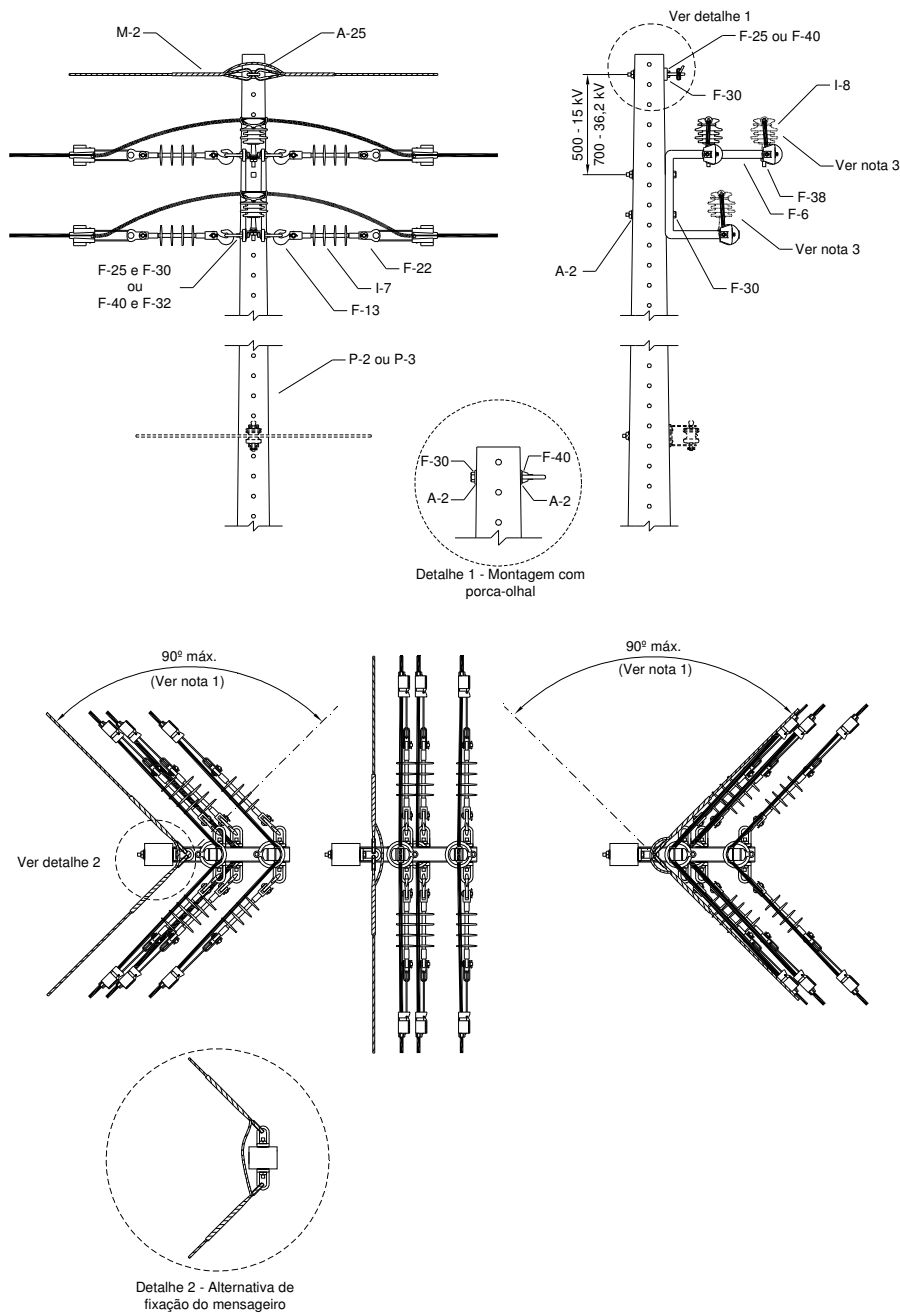 M-2
A-25
Ver detalhe 1
F-25 ou F-40
F-30
I-8
500 - 15 kV
700 - 36,2 kV
Ver nota 3
F-38
F-6
Ver nota 3
A-2
F-30
F-25 e F-30
ou
F-40 e F-32
F-22
I-7
F-13
P-2 ou P-3
F-30
F-40
A-2
A-2
Detalhe 1 - Montagem com
porca-olhal
90º máx.
(Ver nota 1)
90º máx.
(Ver nota 1)
Ver detalhe 2
Detalhe 2 - Alternativa de
fixação do mensageiro